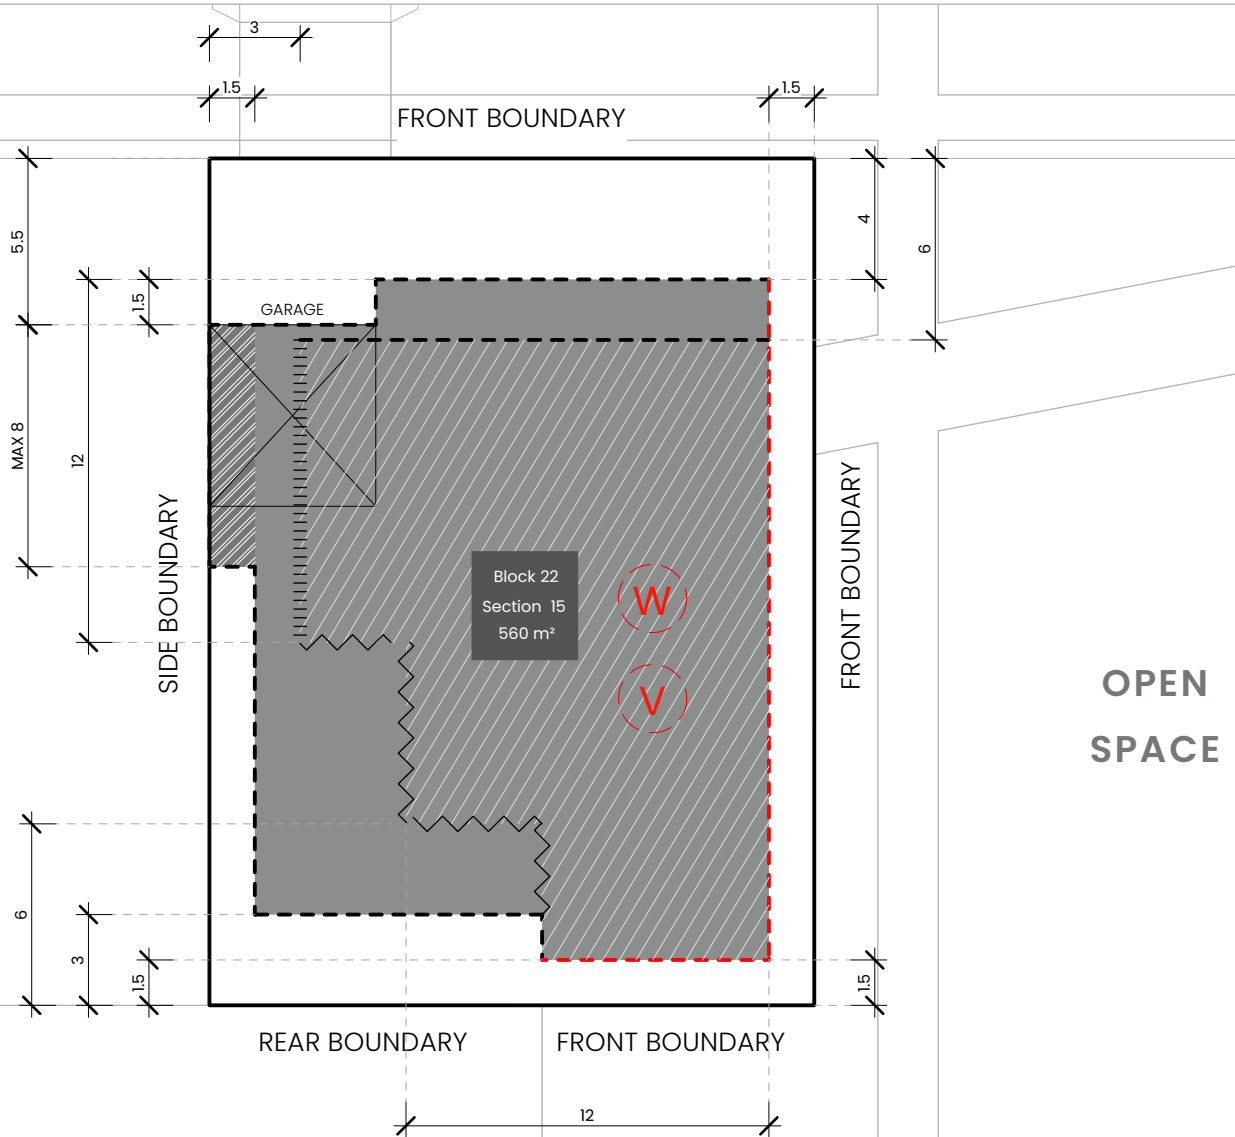 3
1.5
1.5
FRONT BOUNDARY
5.5
4
6
1.5
GARAGE
MAX 8
12
SIDE BOUNDARY
FRONT BOUNDARY
Block 22
Section 15
560 m²
W
V
OPEN
SPACE
6
3
1.5
1.5
REAR BOUNDARY
FRONT BOUNDARY
12